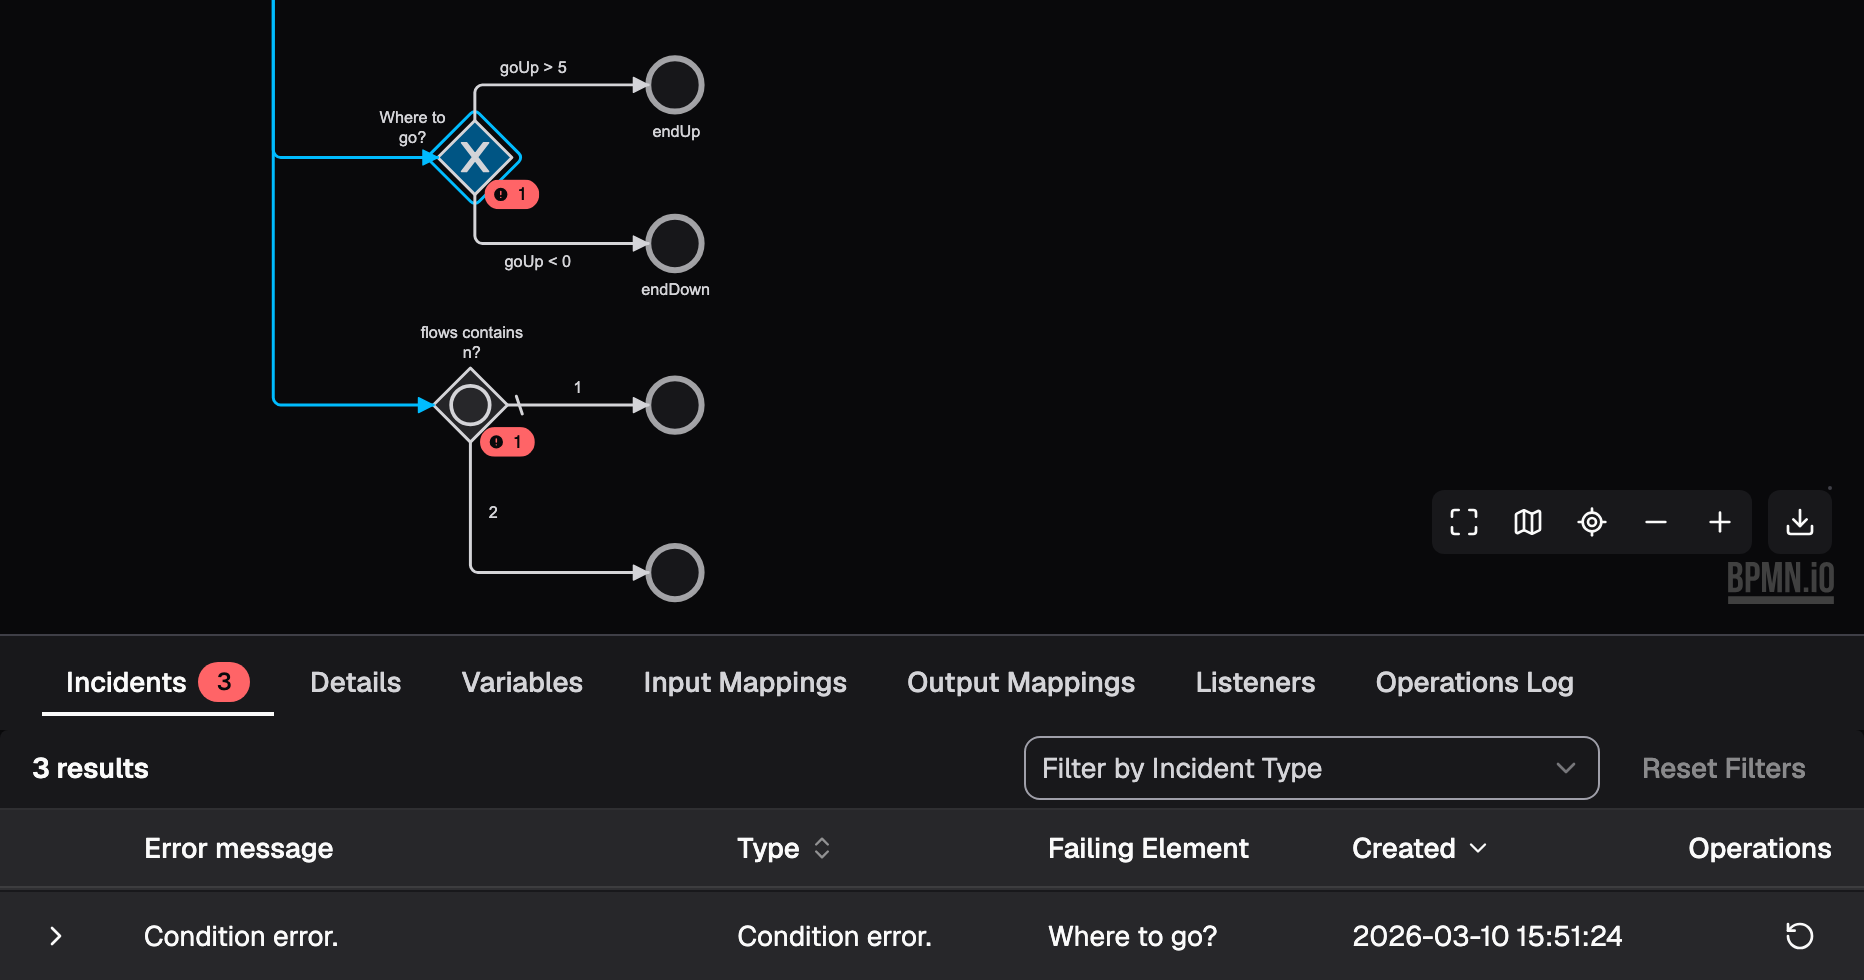 goUp > 5
endUp
Where to
go?
X
1
goUp < 0
endDown
flows contains
n?
1
1
2
BPMN.iO
Incidents 3
Details
Variables
Input Mappings
Output Mappings
Listeners
Operations Log
3 results
Filter by Incident Type
Reset Filters
Error message
Type
Failing Element
Created
Operations
Condition error.
Condition error.
Where to go?
2026-03-10 15:51:24